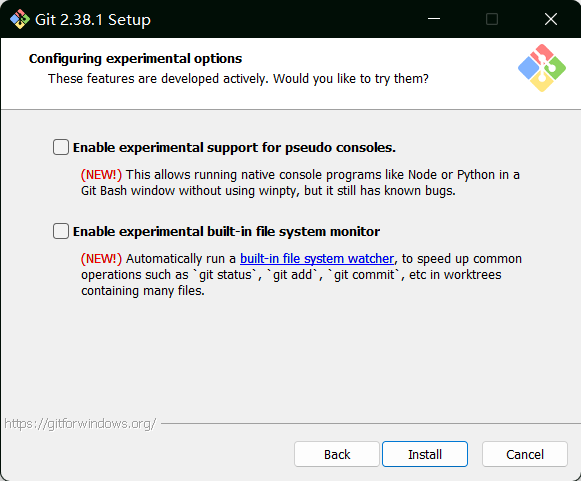 Git 2.38.1 Setup
Configuring experimental options
These features are developed actively. Would you like to try them?
Enable experimental support for pseudo consoles.
(NEW!) This allows running native console programs like Node or Python in a
Git Bash window without using winpty, but it still has known bugs.
Enable experimental built-in file system monitor
(NEW!) Automatically run a built-in file system watcher, to speed up common
operations such as `git status`, `git add`, `git commit`, etc in worktrees
containing many files.
https://gitforwindows.org/
Back Install Cancel